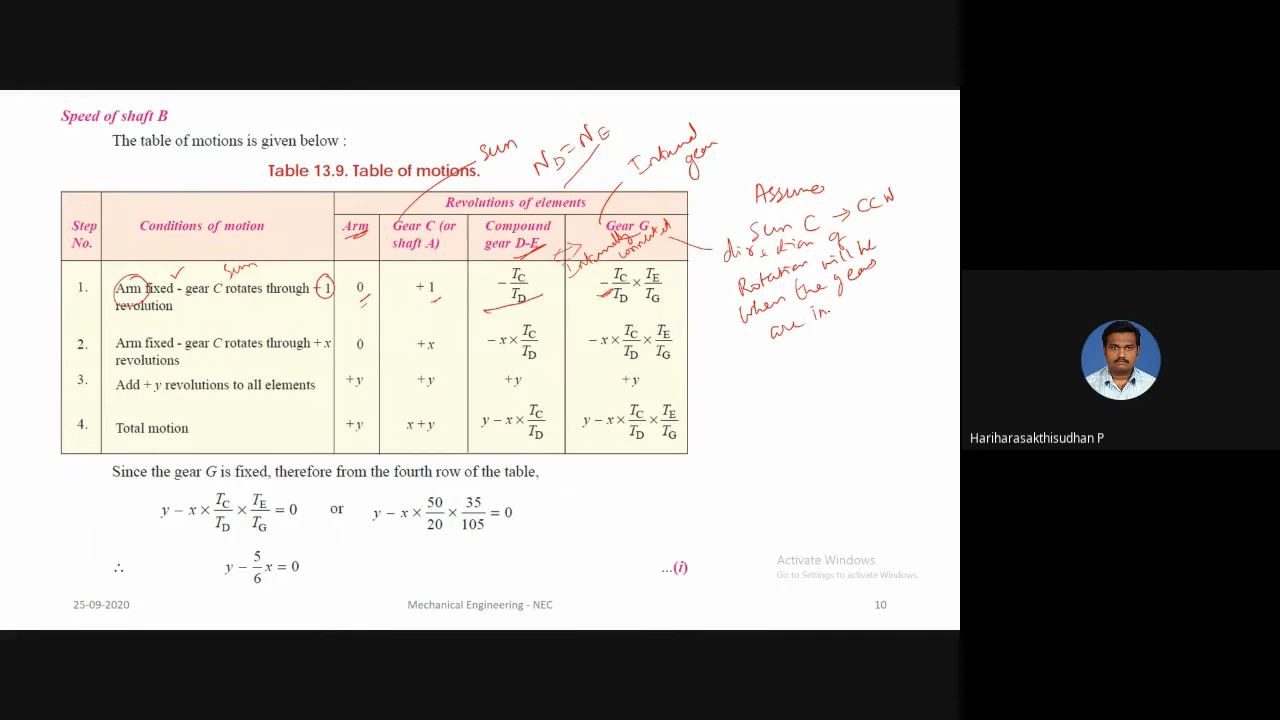 Speed of shaft B
The table of motions is given below :
Table 13.9. Table of motions.
Sun
N_D = N_E
Internal gear
Step No.
Conditions of motion
Revolutions of elements
Arm
Gear C (or shaft A)
Compound gear D-E
Gear G
Internally connected
Sun
1. Arm fixed - gear C rotates through + 1 revolution 0 + 1 – T_C/T_D – T_C/T_D × T_E/T_G
2. Arm fixed - gear C rotates through + x revolutions 0 + x – x × T_C/T_D – x × T_C/T_D × T_E/T_G
3. Add + y revolutions to all elements + y + y + y + y
4. Total motion + y x + y y – x × T_C/T_D y – x × T_C/T_D × T_E/T_G
Assume
Sun C → CCW
direction of
Rotation will be
when the gears
are in.
Since the gear G is fixed, therefore from the fourth row of the table,
y – x × T_C/T_D × T_E/T_G = 0 or y – x × 50/20 × 35/105 = 0
∴ y – 5/6 x = 0 ...(i)
Activate Windows
Go to Settings to activate Windows.
25-09-2020 Mechanical Engineering - NEC 10
Hariharasakthisudhan P